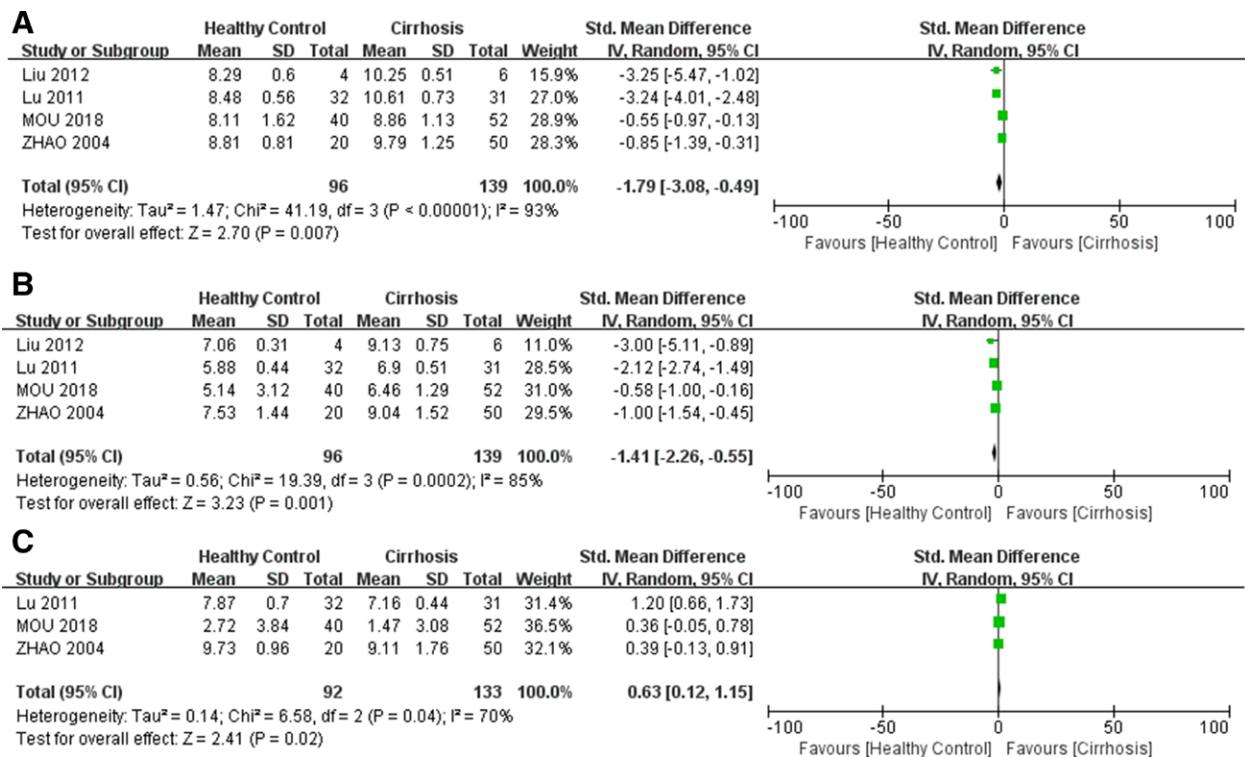 A
Healthy Control Cirrhosis Std. Mean Difference Std. Mean Difference
Study or Subgroup Mean SD Total Mean SD Total Weight IV, Random, 95% CI IV, Random, 95% CI
Liu 2012 8.29 0.6 4 10.25 0.51 6 15.9% -3.25 [-5.47, -1.02]
Lu 2011 8.48 0.56 32 10.61 0.73 31 27.0% -3.24 [-4.01, -2.48]
MOU 2018 8.11 1.62 40 8.86 1.13 52 28.9% -0.55 [-0.97, -0.13]
ZHAO 2004 8.81 0.81 20 9.79 1.25 50 28.3% -0.85 [-1.39, -0.31]
Total (95% CI) 96 139 100.0% -1.79 [-3.08, -0.49]
Heterogeneity: Tau² = 1.47; Chi² = 41.19, df = 3 (P < 0.00001); I² = 93%
Test for overall effect: Z = 2.70 (P = 0.007)
-100 -50 0 50 100
Favours [Healthy Control] Favours [Cirrhosis]
B
Healthy Control Cirrhosis Std. Mean Difference Std. Mean Difference
Study or Subgroup Mean SD Total Mean SD Total Weight IV, Random, 95% CI IV, Random, 95% CI
Liu 2012 7.06 0.31 4 9.13 0.75 6 11.0% -3.00 [-5.11, -0.89]
Lu 2011 5.88 0.44 32 6.9 0.51 31 28.5% -2.12 [-2.74, -1.49]
MOU 2018 5.14 3.12 40 6.46 1.29 52 31.0% -0.58 [-1.00, -0.16]
ZHAO 2004 7.53 1.44 20 9.04 1.52 50 29.5% -1.00 [-1.54, -0.45]
Total (95% CI) 96 139 100.0% -1.41 [-2.26, -0.55]
Heterogeneity: Tau² = 0.56; Chi² = 19.39, df = 3 (P = 0.0002); I² = 85%
Test for overall effect: Z = 3.23 (P = 0.001)
-100 -50 0 50 100
Favours [Healthy Control] Favours [Cirrhosis]
C
Healthy Control Cirrhosis Std. Mean Difference Std. Mean Difference
Study or Subgroup Mean SD Total Mean SD Total Weight IV, Random, 95% CI IV, Random, 95% CI
Lu 2011 7.87 0.7 32 7.16 0.44 31 31.4% 1.20 [0.66, 1.73]
MOU 2018 2.72 3.84 40 1.47 3.08 52 36.5% 0.36 [-0.05, 0.78]
ZHAO 2004 9.73 0.96 20 9.11 1.76 50 32.1% 0.39 [-0.13, 0.91]
Total (95% CI) 92 133 100.0% 0.63 [0.12, 1.15]
Heterogeneity: Tau² = 0.14; Chi² = 6.58, df = 2 (P = 0.04); I² = 70%
Test for overall effect: Z = 2.41 (P = 0.02)
-100 -50 0 50 100
Favours [Healthy Control] Favours [Cirrhosis]